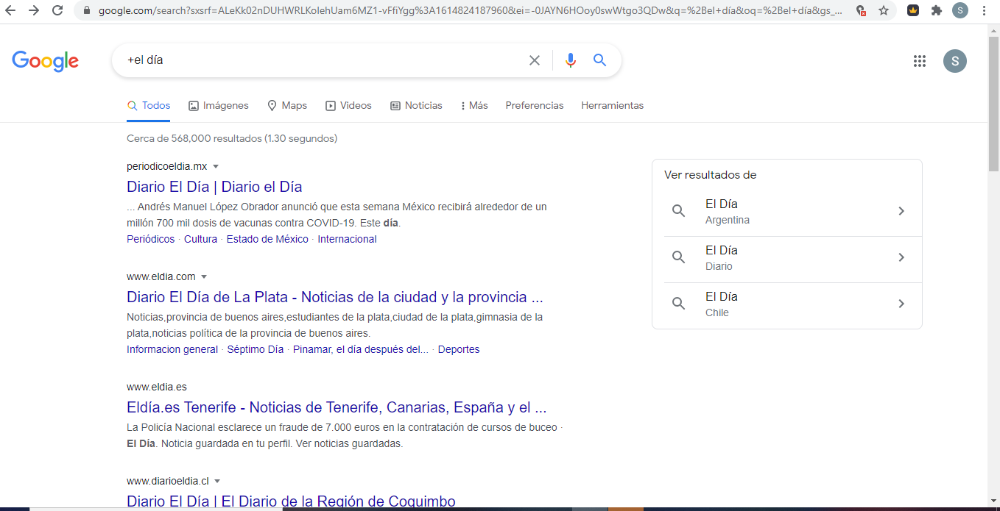 google.com/search?sxsrf=ALeKk02nDUHWRLKolehUam6MZ1-vFfiYgg%3A1614824187960&ei=-0JAYN6HOoy0swWtgo3QDw&q=%2Bel+día&oq=%2Bel+día&gs_...
S
Google
+el día
S
Todos
Imágenes
Maps
Videos
Noticias
Más
Preferencias
Herramientas
Cerca de 568,000 resultados (1.30 segundos)
periodicoeldia.mx
Diario El Día | Diario el Día
... Andrés Manuel López Obrador anunció que esta semana México recibirá alrededor de un
millón 700 mil dosis de vacunas contra COVID-19. Este día.
Periódicos · Cultura · Estado de México · Internacional
www.eldia.com
Diario El Día de La Plata - Noticias de la ciudad y la provincia ...
Noticias,provincia de buenos aires,estudiantes de la plata,ciudad de la plata,gimnasia de la
plata,noticias política de la provincia de buenos aires.
Informacion general · Séptimo Día · Pinamar, el día después del... · Deportes
www.eldia.es
Eldía.es Tenerife - Noticias de Tenerife, Canarias, España y el ...
La Policía Nacional esclarece un fraude de 7.000 euros en la contratación de cursos de buceo ·
El Día. Noticia guardada en tu perfil. Ver noticias guardadas.
www.diarioeldia.cl
Diario El Día | El Diario de la Región de Coquimbo
Ver resultados de
El Día
Argentina
El Día
Diario
El Día
Chile